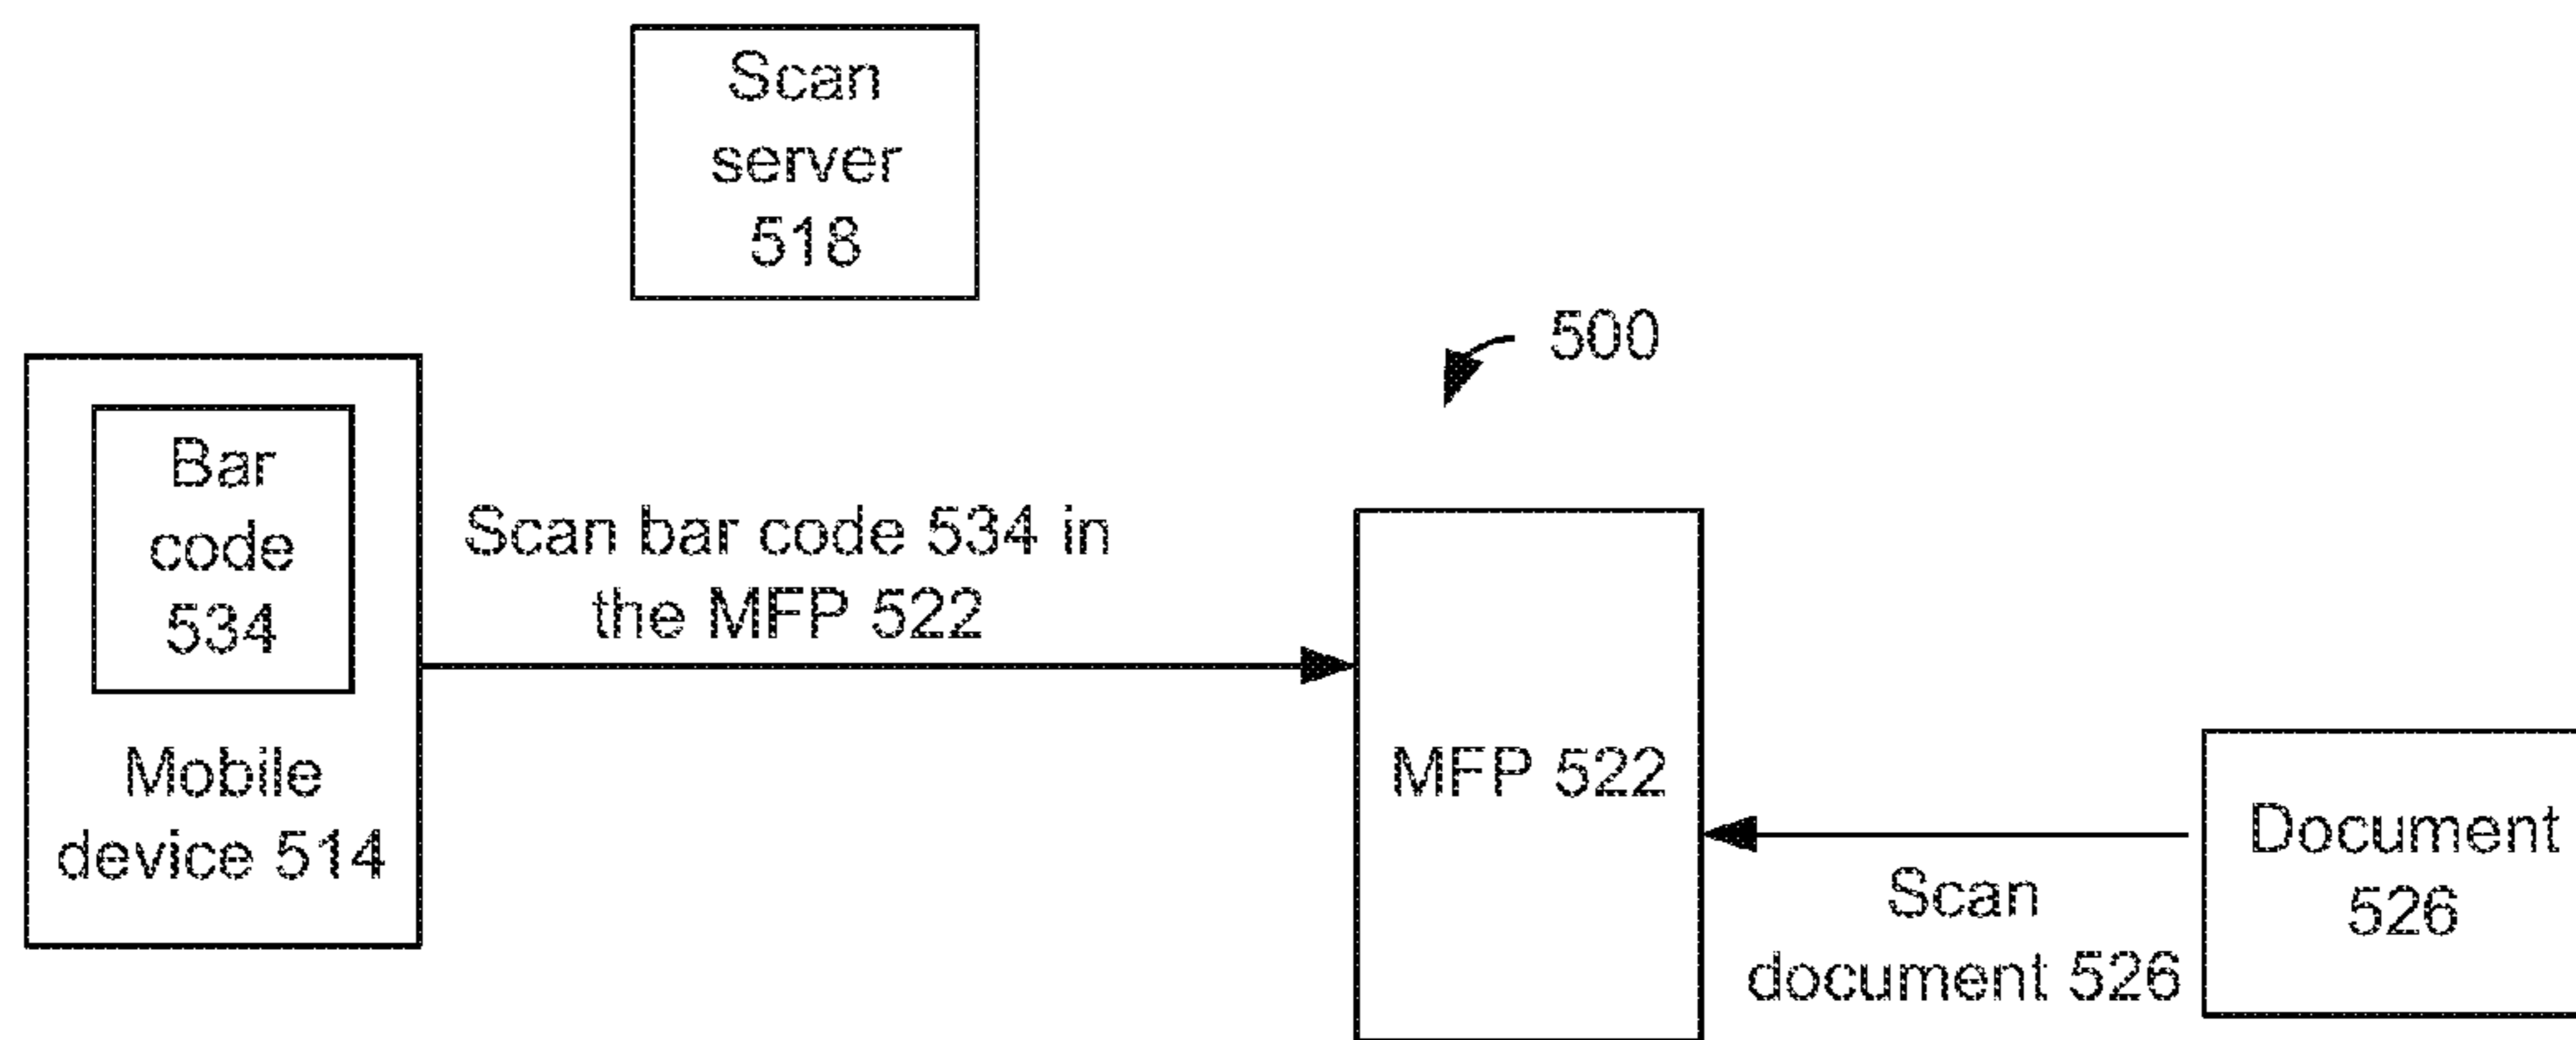 Scan
server
518
500
Bar
code
534
Mobile
device 514
Scan bar code 534 in
the MFP 522
MFP 522
Scan
document 526
Document
526